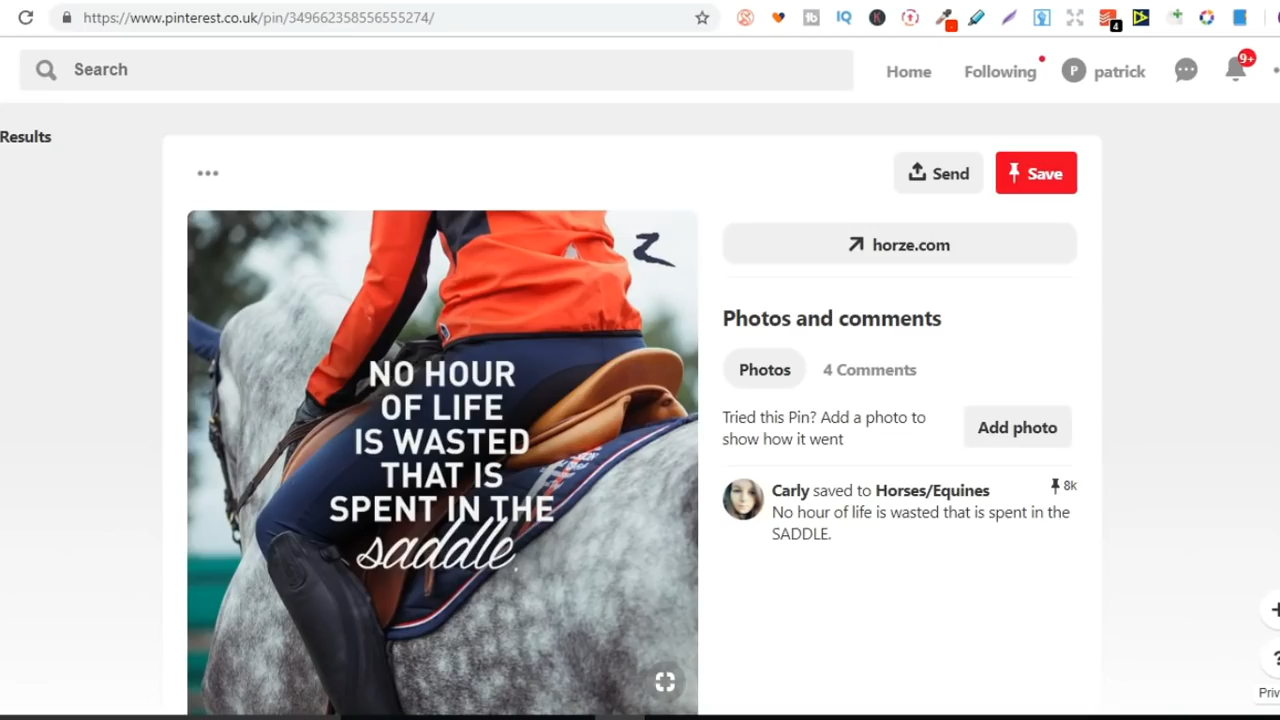 https://www.pinterest.co.uk/pin/349662358556555274/
IQ
4
Search
Home
Following
P
patrick
9+
Results
Send
Save
horze.com
Photos and comments
Photos
4 Comments
Tried this Pin? Add a photo to
show how it went
Add photo
Carly saved to Horses/Equines
8k
No hour of life is wasted that is spent in the
SADDLE.
NO HOUR
OF LIFE
IS WASTED
THAT IS
SPENT IN THE
saddle.
+
?
Priv